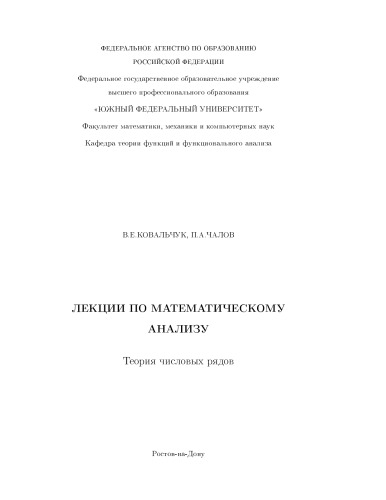 ФЕДЕРАЛЬНОЕ АГЕНСТВО ПО ОБРАЗОВАНИЮ
РОССИЙСКОЙ ФЕДЕРАЦИИ
Федеральное государственное образовательное учреждение
высшего профессионального образования
«ЮЖНЫЙ ФЕДЕРАЛЬНЫЙ УНИВЕРСИТЕТ»
Факультет математики, механики и компьютерных наук
Кафедра теории функций и функционального анализа
В.Е.КОВАЛЬЧУК, П.А.ЧАЛОВ
ЛЕКЦИИ ПО МАТЕМАТИЧЕСКОМУ
АНАЛИЗУ
Теория числовых рядов
Ростов-на-Дону